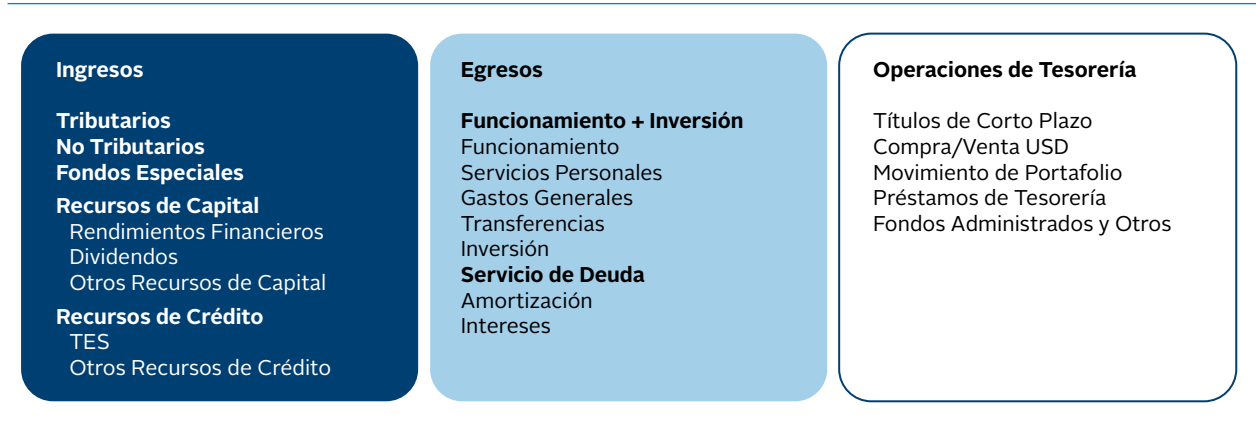 Ingresos
Tributarios
No Tributarios
Fondos Especiales
Recursos de Capital
Rendimientos Financieros
Dividendos
Otros Recursos de Capital
Recursos de Crédito
TES
Otros Recursos de Crédito
Egresos
Funcionamiento + Inversión
Funcionamiento
Servicios Personales
Gastos Generales
Transferencias
Inversión
Servicio de Deuda
Amortización
Intereses
Operaciones de Tesorería
Títulos de Corto Plazo
Compra/Venta USD
Movimiento de Portafolio
Préstamos de Tesorería
Fondos Administrados y Otros